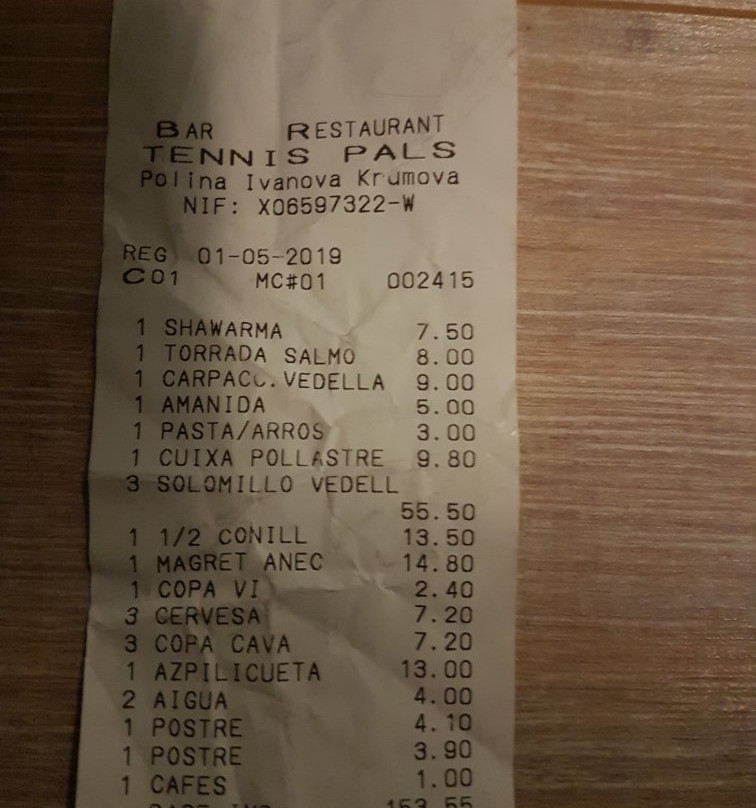 BAR RESTAURANT
TENNIS PALS
Polina Ivanova Krumova
NIF: X06597322-W
REG 01-05-2019
C01 MC#01 002415
1 SHAWARMA 7.50
1 TORRADA SALMO 8.00
1 CARPACC.VEDELLA 9.00
1 AMANIDA 5.00
1 PASTA/ARROS 3.00
1 CUIXA POLLASTRE 9.80
3 SOLOMILLO VEDELL
55.50
1 1/2 CONILL 13.50
1 MAGRET ANEC 14.80
1 COPA VI 2.40
3 CERVESA 7.20
3 COPA CAVA 7.20
1 AZPILICUETA 13.00
2 AIGUA 4.00
1 POSTRE 4.10
1 POSTRE 3.90
1 CAFES 1.00
153.55